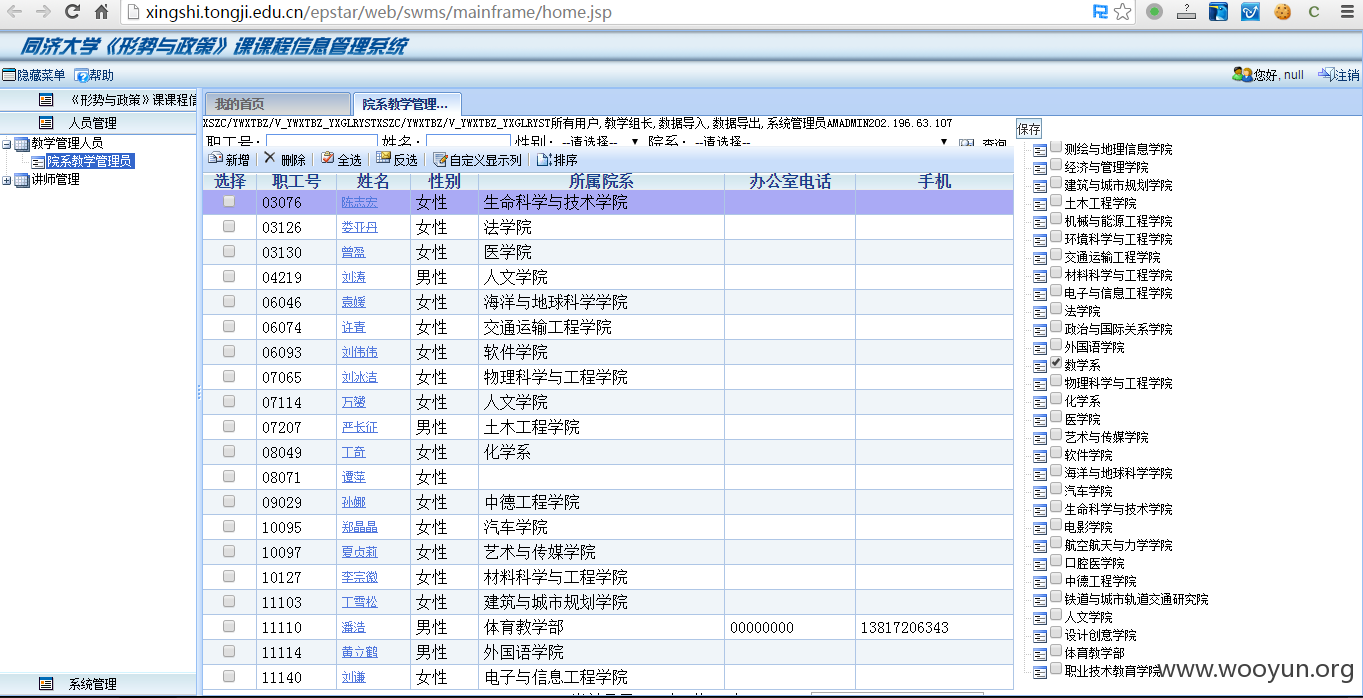 xingshi.tongji.edu.cn/epstar/web/swms/mainframe/home.jsp
同济大学《形势与政策》课课程信息管理系统
隐藏菜单 帮助 您好, null 注销
《形势与政策》课课程信
人员管理
教学管理人员
院系教学管理员
讲师管理
系统管理
我的首页 院系教学管理...
XSZC/YWXTBZ/V_YWXTBZ_YXGLRYSTXSZC/YWXTBZ/V_YWXTBZ_YXGLRYST所有用户,教学组长,数据导入,数据导出,系统管理员AMADMIN202.196.63.107
职工号: 姓名: 性别: --请选择-- 院系: --请选择-- 查询
新增 删除 全选 反选 自定义显示列 排序
选择 职工号 姓名 性别 所属院系 办公室电话 手机
03076 陈志宏 女性 生命科学与技术学院
03126 娄亚丹 女性 法学院
03130 曾盈 女性 医学院
04219 刘涛 男性 人文学院
06046 袁媛 女性 海洋与地球科学学院
06074 许青 女性 交通运输工程学院
06093 刘伟伟 女性 软件学院
07065 刘冰洁 女性 物理科学与工程学院
07114 万 女性 人文学院
07207 严长征 男性 土木工程学院
08049 王奇 女性 化学系
08071 谭萍 女性
09029 孙娜 女性 中德工程学院
10095 郑晶晶 女性 汽车学院
10097 夏贞莉 女性 艺术与传媒学院
10127 李宗徽 女性 材料科学与工程学院
11103 丁雪松 女性 建筑与城市规划学院
11110 潘浩 男性 体育教学部 00000000 13817206343
11114 黄立鹤 男性 外国语学院
11140 刘谦 女性 电子与信息工程学院
保存
测绘与地理信息学院
经济与管理学院
建筑与城市规划学院
土木工程学院
机械与能源工程学院
环境科学与工程学院
交通运输工程学院
材料科学与工程学院
电子与信息工程学院
法学院
政治与国际关系学院
外国语学院
数学系
物理科学与工程学院
化学系
医学院
艺术与传媒学院
软件学院
海洋与地球科学学院
汽车学院
生命科学与技术学院
电影学院
航空航天与力学学院
口腔医学院
中德工程学院
铁道与城市轨道交通研究院
人文学院
设计创意学院
体育教学部
职业技术教育学院
www.wooyun.org